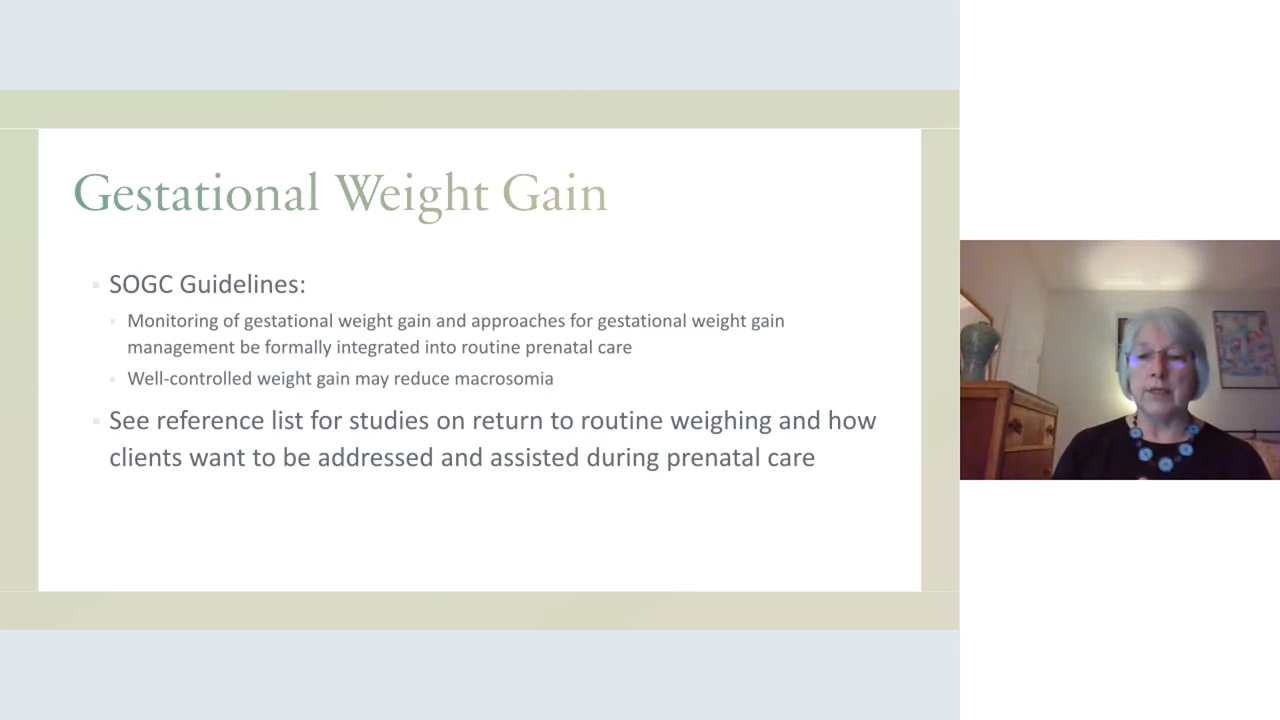 Gestational Weight Gain
SOGC Guidelines:
Monitoring of gestational weight gain and approaches for gestational weight gain
management be formally integrated into routine prenatal care
Well-controlled weight gain may reduce macrosomia
See reference list for studies on return to routine weighing and how
clients want to be addressed and assisted during prenatal care